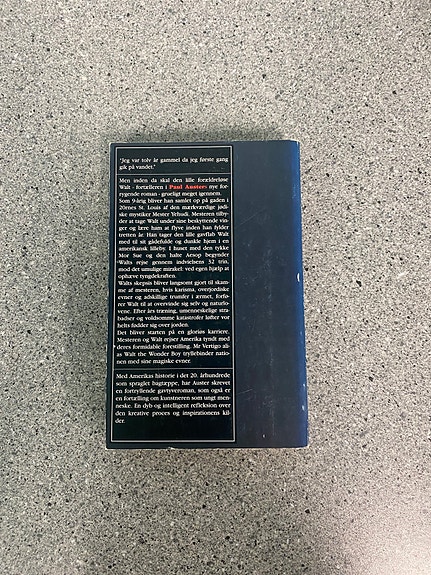 "Jeg var tolv år gammel da jeg første gang
gik på vandet."
Men inden da skal den lille forældreløse
Walt - fortælleren i Paul Austers nye for-
rygende roman - grueligt meget igennem.
Som 9-årig bliver han samlet op på gaden i
20'ernes St. Louis af den mærkværdige jødi-
ske mystiker Mester Yehudi. Mesteren tilby-
der at tage Walt under sine beskyttende vin-
ger og lære ham at flyve inden han fylder
tretten år. Han tager den lille gavflab Walt
med til sit gådefulde og dunkle hjem i en
amerikansk lilleby. I huset med den tykke
Mor Sue og den halte Aesop begynder
Walts rejse gennem indvielsens 32 trin,
mod det umulige mirakel: ved egen hjælp at
ophæve tyngdekraften.
Walts skepsis bliver langsomt gjort til skam-
me af mesteren, hvis karisma, overjordiske
evner og adskillige trumfer i ærmet, forfø-
rer Walt til at overvinde sig selv og naturlo-
vene. Efter års træning, umenneskelige stra-
badser og voldsomme katastrofer løfter vor
helts fødder sig over jorden.
Det bliver starten på en gloriøs karriere.
Mesteren og Walt rejser Amerika tyndt med
deres formidable forestilling. Mr Vertigo ali-
as Walt the Wonder Boy tryllebinder natio-
nen med sine magiske evner.
Med Amerikas historie i det 20. århundrede
som spraglet bagtæppe, har Auster skrevet
en fortryllende gavtyveroman, som også er
en fortælling om kunstneren som ungt men-
neske. En dyb og intelligent refleksion over
den kreative proces og inspirationens kil-
der.